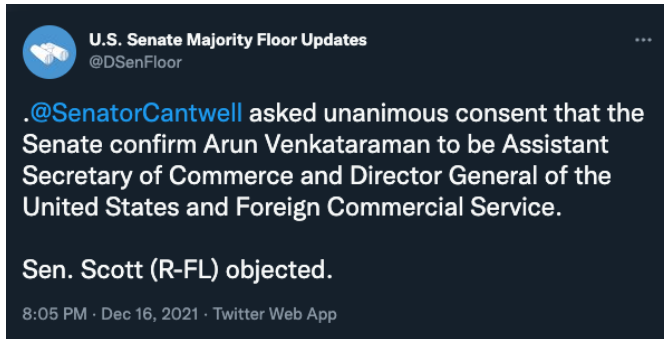 U.S. Senate Majority Floor Updates
@DSenFloor
.@SenatorCantwell asked unanimous consent that the
Senate confirm Arun Venkataraman to be Assistant
Secretary of Commerce and Director General of the
United States and Foreign Commercial Service.
Sen. Scott (R-FL) objected.
8:05 PM · Dec 16, 2021 · Twitter Web App